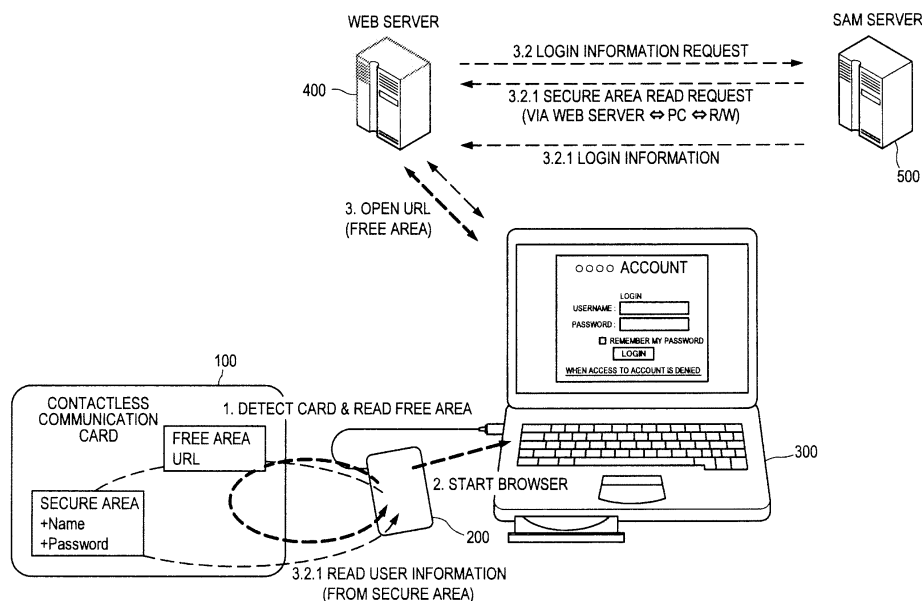 WEB SERVER
SAM SERVER
400
3.2 LOGIN INFORMATION REQUEST
3.2.1 SECURE AREA READ REQUEST
(VIA WEB SERVER ⇔ PC ⇔ R/W)
3.2.1 LOGIN INFORMATION
500
3. OPEN URL
(FREE AREA)
○○○○ ACCOUNT
LOGIN
USERNAME :
PASSWORD :
REMEMBER MY PASSWORD
LOGIN
WHEN ACCESS TO ACCOUNT IS DENIED
100
CONTACTLESS
COMMUNICATION
CARD
1. DETECT CARD & READ FREE AREA
FREE AREA
URL
300
2. START BROWSER
SECURE AREA
+Name
+Password
200
3.2.1 READ USER INFORMATION
(FROM SECURE AREA)